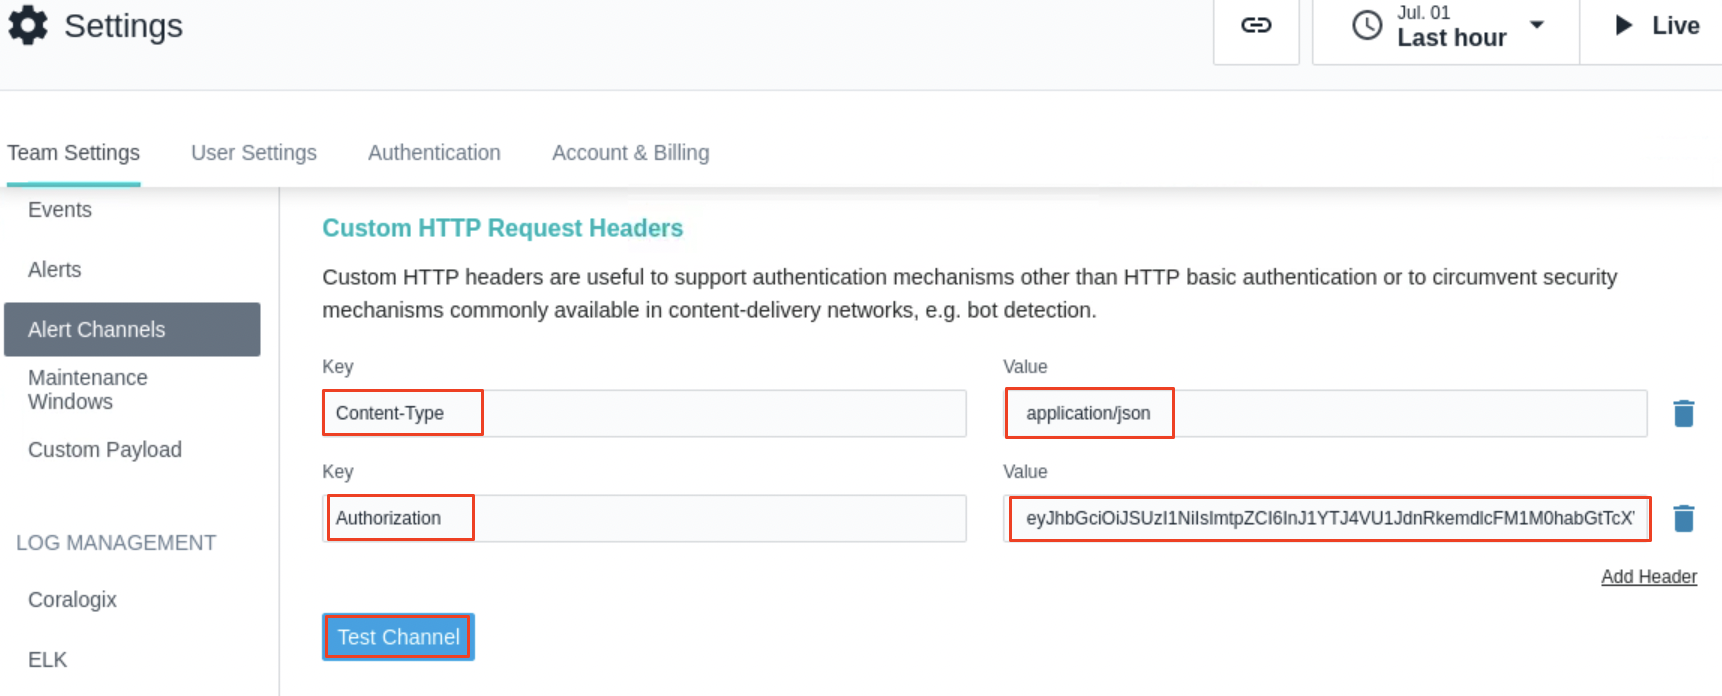 Settings
Jul. 01
Last hour
Live
Team Settings
User Settings
Authentication
Account & Billing
Events
Alerts
Alert Channels
Maintenance
Windows
Custom Payload
LOG MANAGEMENT
Coralogix
ELK
Custom HTTP Request Headers
Custom HTTP headers are useful to support authentication mechanisms other than HTTP basic authentication or to circumvent security
mechanisms commonly available in content-delivery networks, e.g. bot detection.
Key
Value
Content-Type
application/json
Key
Value
Authorization
Add Header
Test Channel